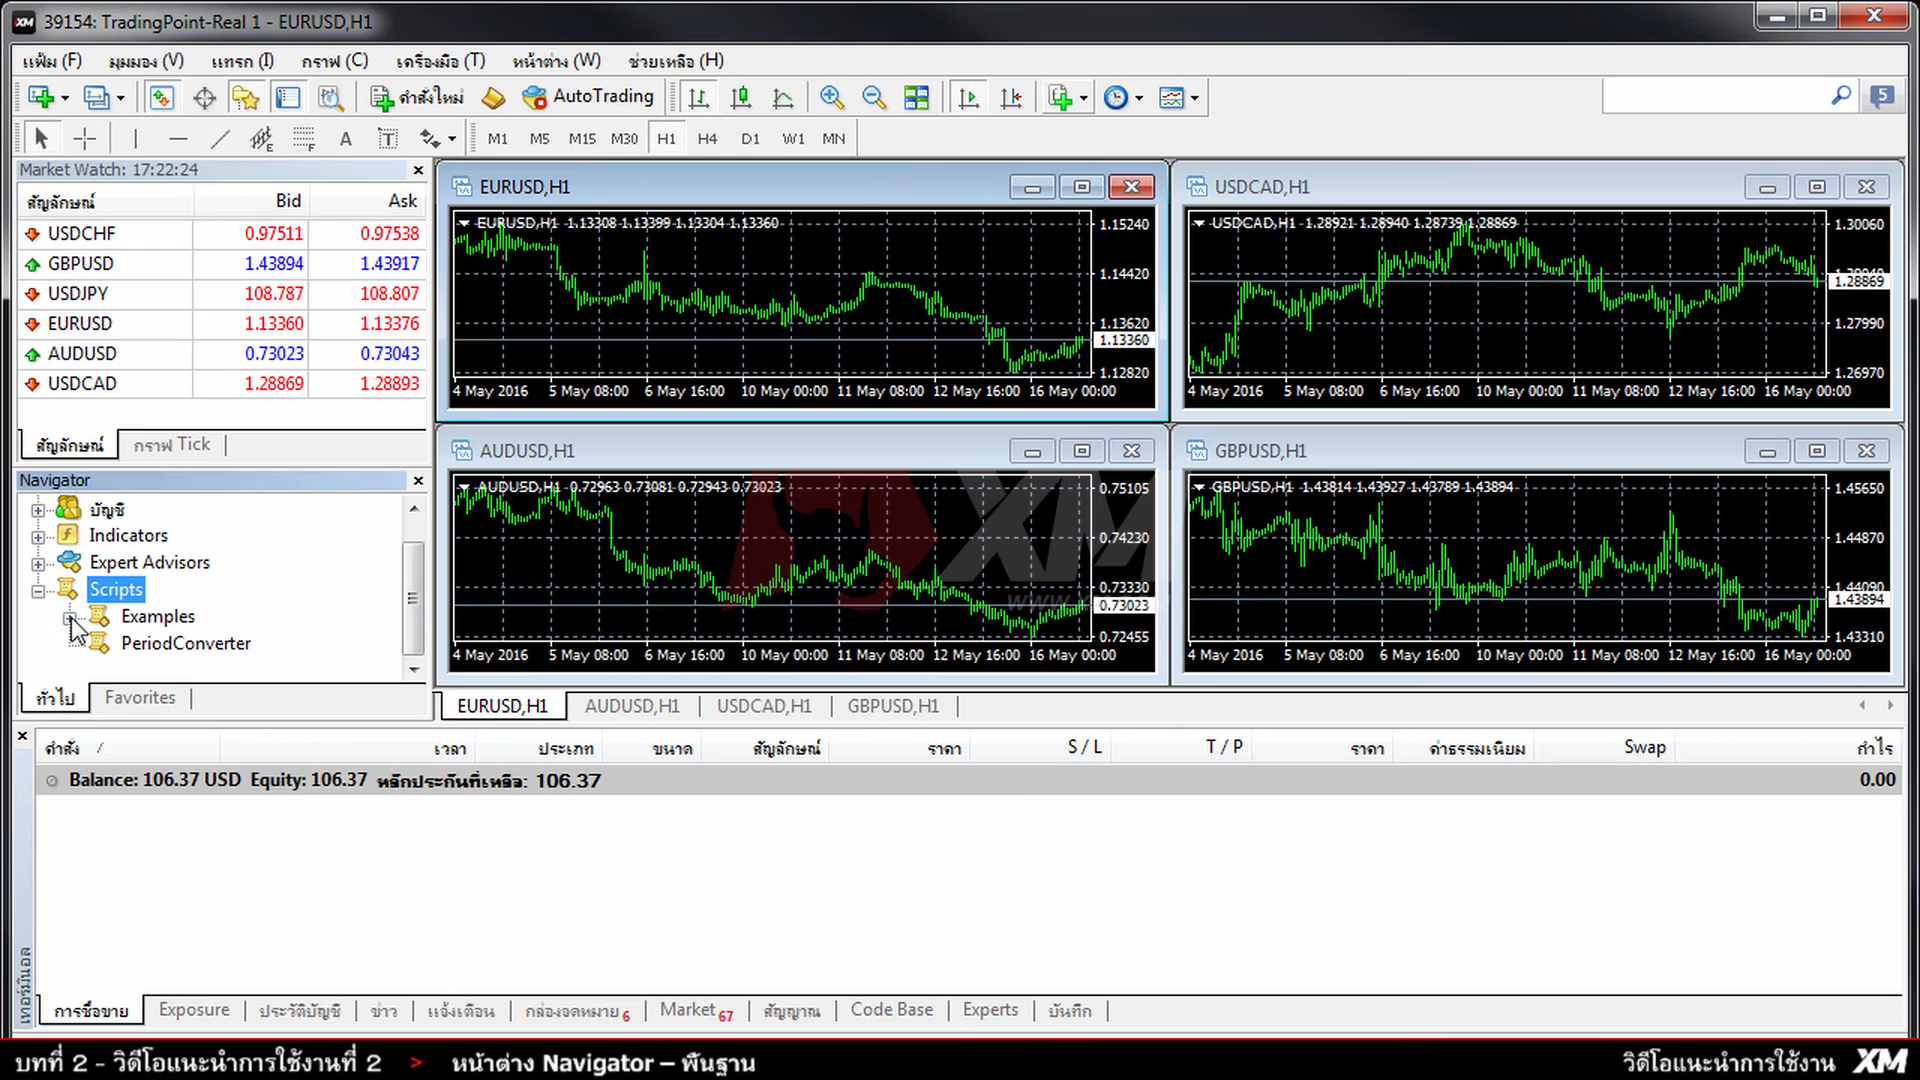 XM 39154: TradingPoint-Real 1 - EURUSD,H1
แฟ้ม (F) มุมมอง (V) แทรก (I) กราฟ (C) เครื่องมือ (T) หน้าต่าง (W) ช่วยเหลือ (H)
คำสั่งใหม่ AutoTrading 5
A T M1 M5 M15 M30 H1 H4 D1 W1 MN
Market Watch: 17:22:24
สัญลักษณ์ Bid Ask
USDCHF 0.97511 0.97538
GBPUSD 1.43894 1.43917
USDJPY 108.787 108.807
EURUSD 1.13360 1.13376
AUDUSD 0.73023 0.73043
USDCAD 1.28869 1.28893
สัญลักษณ์ กราฟ Tick
Navigator
บัญชี
Indicators
Expert Advisors
Scripts
Examples
PeriodConverter
ทั่วไป Favorites
EURUSD,H1
EURUSD,H1 1.13308 1.13399 1.13304 1.13360
1.15240
1.14420
1.13620
1.13360
1.12820
4 May 2016 5 May 08:00 6 May 16:00 10 May 00:00 11 May 08:00 12 May 16:00 16 May 00:00
USDCAD,H1
USDCAD,H1 1.28921 1.28940 1.28739 1.28869
1.30060
1.28869
1.27990
1.26970
4 May 2016 5 May 08:00 6 May 16:00 10 May 00:00 11 May 08:00 12 May 16:00 16 May 00:00
AUDUSD,H1
AUDUSD,H1 0.72963 0.73081 0.72943 0.73023
0.75105
0.74230
0.73330
0.73023
0.72455
4 May 2016 5 May 08:00 6 May 16:00 10 May 00:00 11 May 08:00 12 May 16:00 16 May 00:00
GBPUSD,H1
GBPUSD,H1 1.43814 1.43927 1.43789 1.43894
1.45650
1.44870
1.44090
1.43894
1.43310
4 May 2016 5 May 08:00 6 May 16:00 10 May 00:00 11 May 08:00 12 May 16:00 16 May 00:00
XM
EURUSD,H1 AUDUSD,H1 USDCAD,H1 GBPUSD,H1
คำสั่ง / เวลา ประเภท ขนาด สัญลักษณ์ ราคา S / L T / P ราคา ค่าธรรมเนียม Swap กำไร
Balance: 106.37 USD Equity: 106.37 หลักประกันที่เหลือ: 106.37 0.00
เทอร์มินอล
การซื้อขาย Exposure ประวัติบัญชี ข่าว แจ้งเตือน กล่องจดหมาย 6 Market 67 สัญญาณ Code Base Experts บันทึก
บทที่ 2 - วิดีโอแนะนำการใช้งานที่ 2 > หน้าต่าง Navigator – พื้นฐาน วิดีโอแนะนำการใช้งาน XM